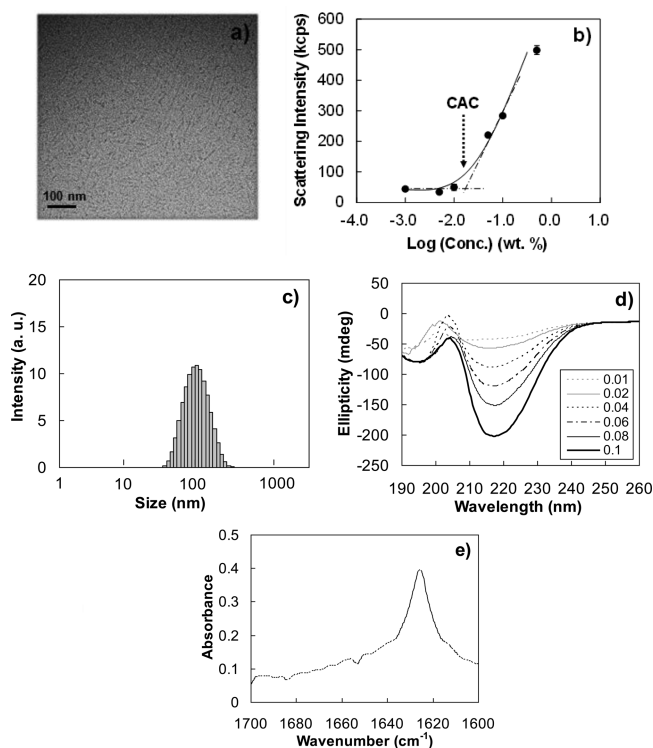 a)
100 nm
b)
Scattering Intensity (kcps)
600
500
400
300
200
100
0
CAC
-4.0 -3.0 -2.0 -1.0 0.0 1.0
Log (Conc.) (wt. %)
c)
Intensity (a. u.)
20
15
10
5
0
1 10 100 1000
Size (nm)
d)
Ellipticity (mdeg)
50
0
-50
-100
-150
-200
-250
0.01
0.02
0.04
0.06
0.08
0.1
190 200 210 220 230 240 250 260
Wavelength (nm)
e)
Absorbance
0.5
0.4
0.3
0.2
0.1
0
1700 1680 1660 1640 1620 1600
Wavenumber (cm⁻¹)